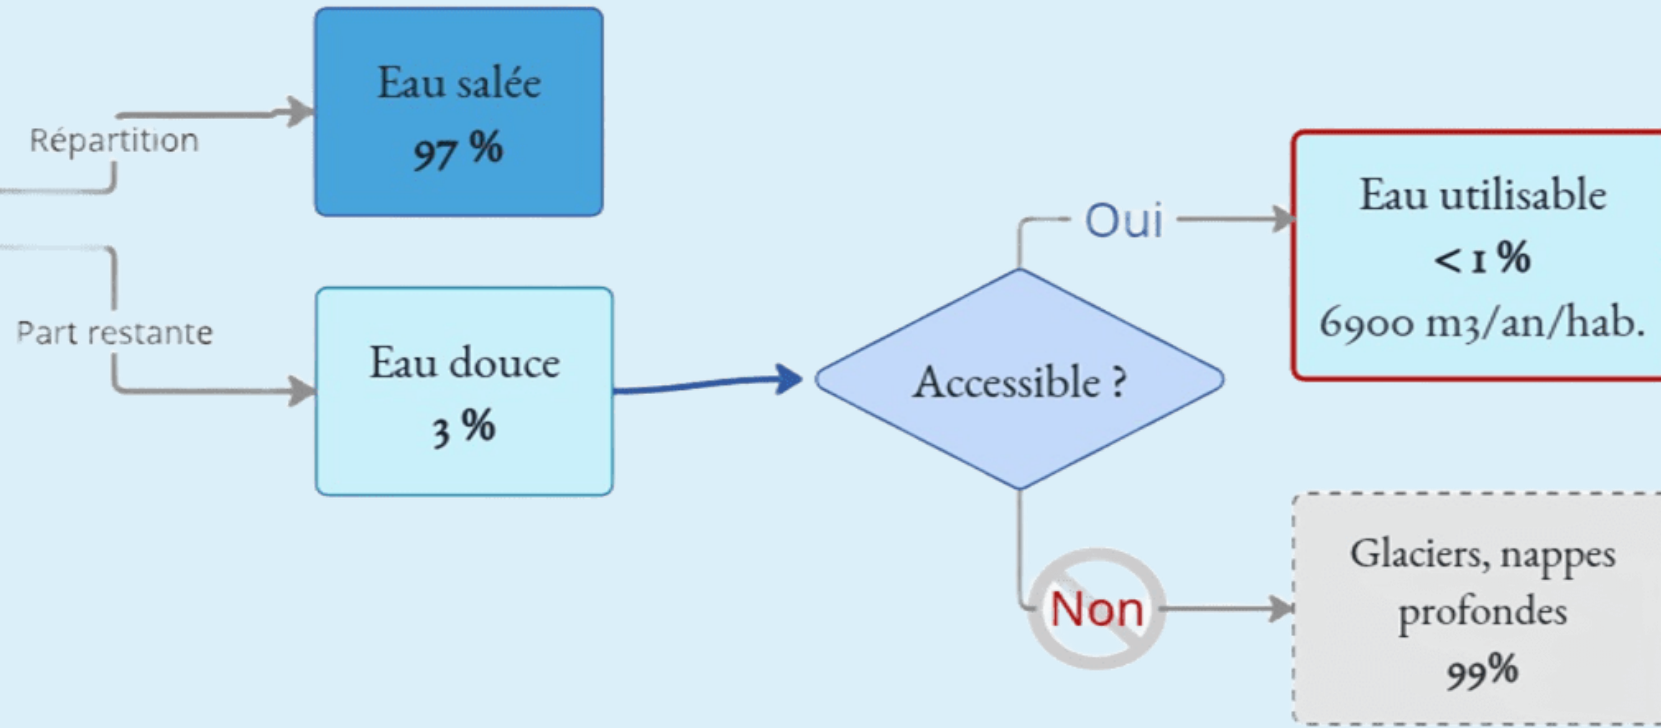 Répartition
Eau salée
97 %
Part restante
Eau douce
3 %
Accessible ?
Oui
Eau utilisable
< 1 %
6900 m3/an/hab.
Non
Glaciers, nappes
profondes
99%